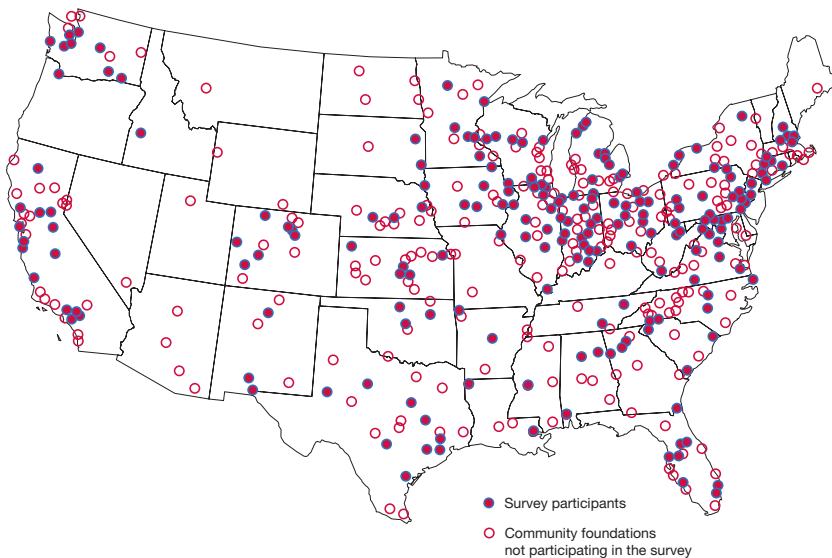 Survey participants
Community foundations
not participating in the survey